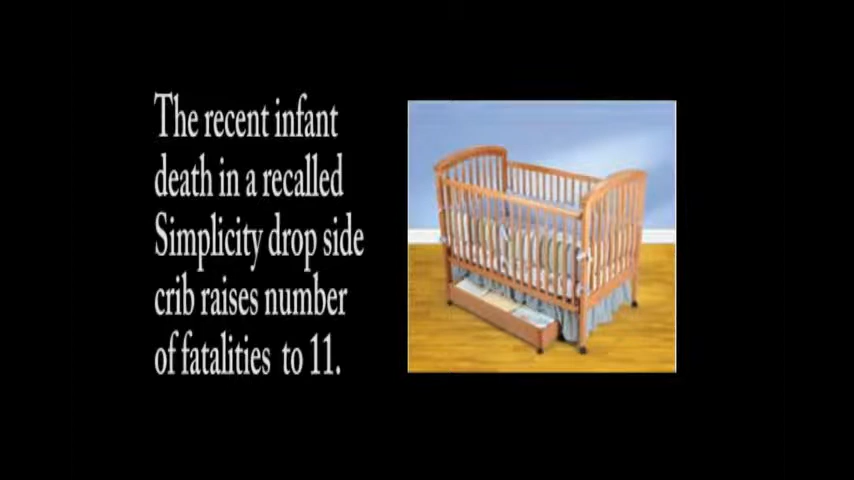 The recent infant
death in a recalled
Simplicity drop side
crib raises number
of fatalities to 11.